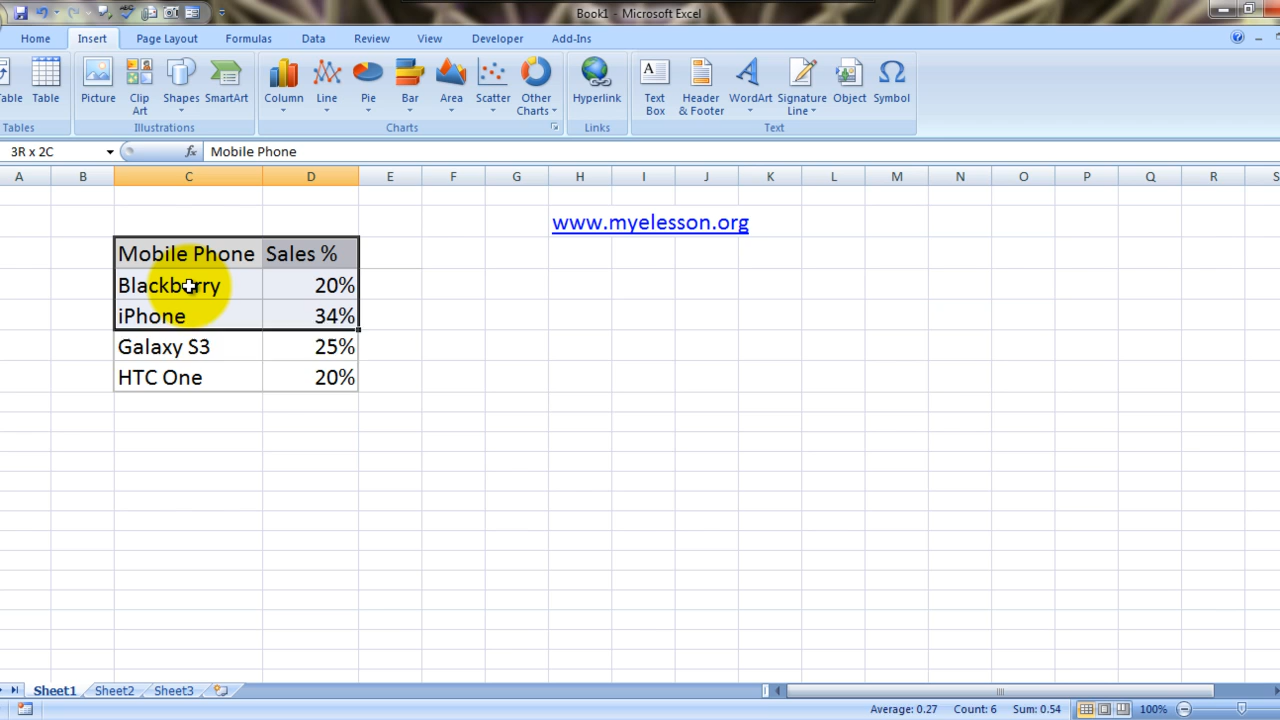 Book1 - Microsoft Excel
Home Insert Page Layout Formulas Data Review View Developer Add-Ins
Table Picture Clip Art Shapes SmartArt Column Line Pie Bar Area Scatter Other Charts Hyperlink Text Box Header & Footer WordArt Signature Line Object Symbol
Tables Illustrations Charts Links Text
3R x 2C fx Mobile Phone
A B C D E F G H I J K L M N O P Q R S
www.myelesson.org
Mobile Phone Sales %
Blackberry 20%
iPhone 34%
Galaxy S3 25%
HTC One 20%
Sheet1 Sheet2 Sheet3
Average: 0.27 Count: 6 Sum: 0.54 100%